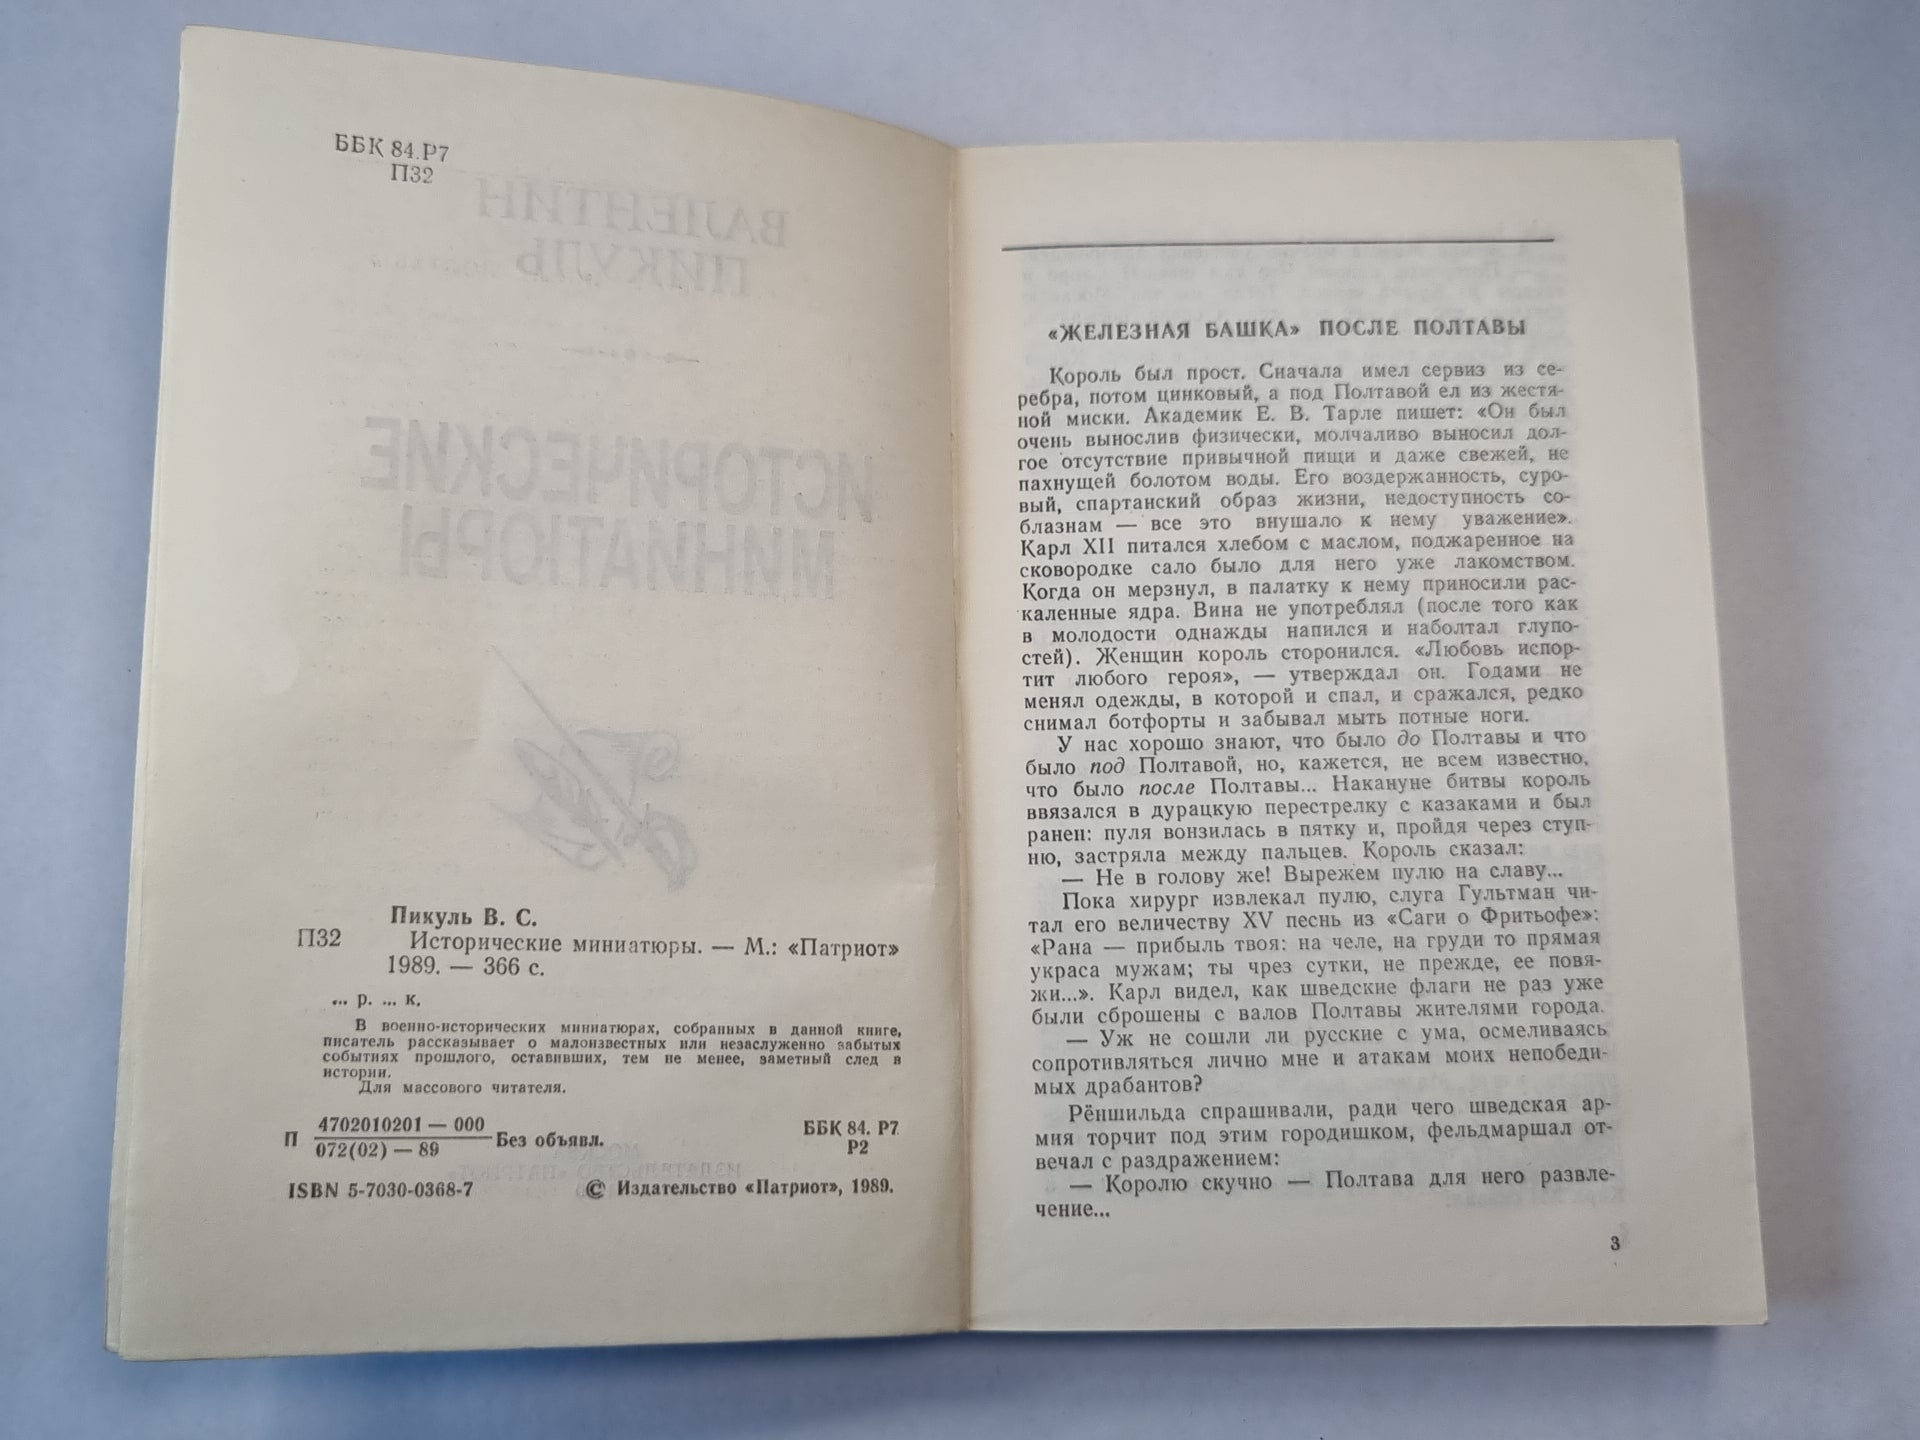 ББК 84.Р7
П32
Пикуль В. С.
П32 Исторические миниатюры. — М.: «Патриот»
1989. — 366 с.
... р. ... к.
В военно-исторических миниатюрах, собранных в данной книге,
писатель рассказывает о малоизвестных или незаслуженно забытых
событиях прошлого, оставивших, тем не менее, заметный след в
истории.
Для массового читателя.
П 4702010201 — 000
072(02) — 89
Без объявл.
ББК 84. Р7
Р2
ISBN 5-7030-0368-7
© Издательство «Патриот», 1989.
«ЖЕЛЕЗНАЯ БАШКА» ПОСЛЕ ПОЛТАВЫ
Король был прост. Сначала имел сервиз из се-
ребра, потом цинковый, а под Полтавой ел из жестя-
ной миски. Академик Е. В. Тарле пишет: «Он был
очень вынослив физически, молчаливо выносил дол-
гое отсутствие привычной пищи и даже свежей, не
пахнущей болотом воды. Его воздержанность, суро-
вый, спартанский образ жизни, недоступность со-
блазнам — все это внушало к нему уважение».
Карл XII питался хлебом с маслом, поджаренное на
сковородке сало было для него уже лакомством.
Когда он мерзнул, в палатку к нему приносили рас-
каленные ядра. Вина не употреблял (после того как
в молодости однажды напился и наболтал глупо-
стей). Женщин король сторонился. «Любовь испор-
тит любого героя», — утверждал он. Годами не
менял одежды, в которой и спал, и сражался, редко
снимал ботфорты и забывал мыть потные ноги.
У нас хорошо знают, что было до Полтавы и что
было под Полтавой, но, кажется, не всем известно,
что было после Полтавы... Накануне битвы король
ввязался в дурацкую перестрелку с казаками и был
ранен: пуля вонзилась в пятку и, пройдя через ступ-
ню, застряла между пальцев. Король сказал:
— Не в голову же! Вырежем пулю на славу...
Пока хирург извлекал пулю, слуга Гультман чи-
тал его величеству XV песнь из «Саги о Фритьофе»:
«Рана — прибыль твоя: на челе, на груди то прямая
украса мужам; ты чрез сутки, не прежде, ее повя-
жи...». Карл видел, как шведские флаги не раз уже
были сброшены с валов Полтавы жителями города.
— Уж не сошли ли русские с ума, осмеливаясь
сопротивляться лично мне и атакам моих непобеди-
мых драбантов?
Рёншильда спрашивали, ради чего шведская ар-
мия торчит под этим городишком, фельдмаршал от-
вечал с раздражением:
— Королю скучно — Полтава для него развле-
чение...
3